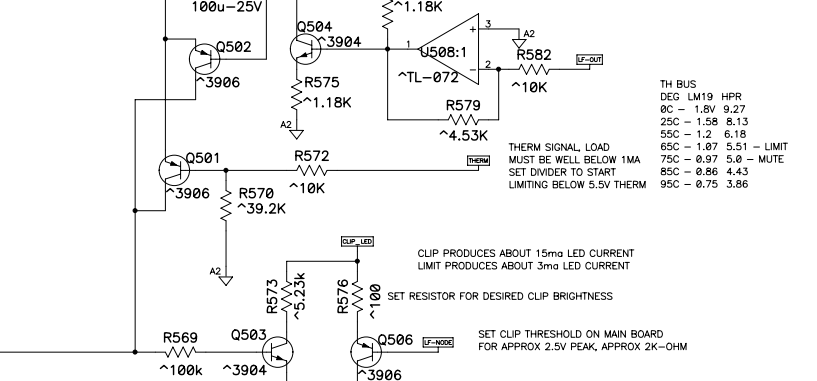 100u-25V
^1.18K
Q504
^3904
3
A2
1
U508:1
^TL-072
2
R582
^10K
LF-OUT
Q502
^3906
R575
^1.18K
A2
R579
^4.53K
TH BUS
DEG LM19 HPR
0C - 1.8V 9.27
25C - 1.58 8.13
55C - 1.2 6.18
65C - 1.07 5.51 - LIMIT
75C - 0.97 5.0 - MUTE
85C - 0.86 4.43
95C - 0.75 3.86
THERM SIGNAL, LOAD
MUST BE WELL BELOW 1MA
SET DIVIDER TO START
LIMITING BELOW 5.5V THERM
Q501
^3906
R572
^10K
THERM
R570
^39.2K
A2
CLIP_LED
CLIP PRODUCES ABOUT 15ma LED CURRENT
LIMIT PRODUCES ABOUT 3ma LED CURRENT
R573
^5.23k
R576
^100
SET RESISTOR FOR DESIRED CLIP BRIGHTNESS
R569
^100k
Q503
^3904
Q506
^3906
LF-NODE
SET CLIP THRESHOLD ON MAIN BOARD
FOR APPROX 2.5V PEAK, APPROX 2K-OHM